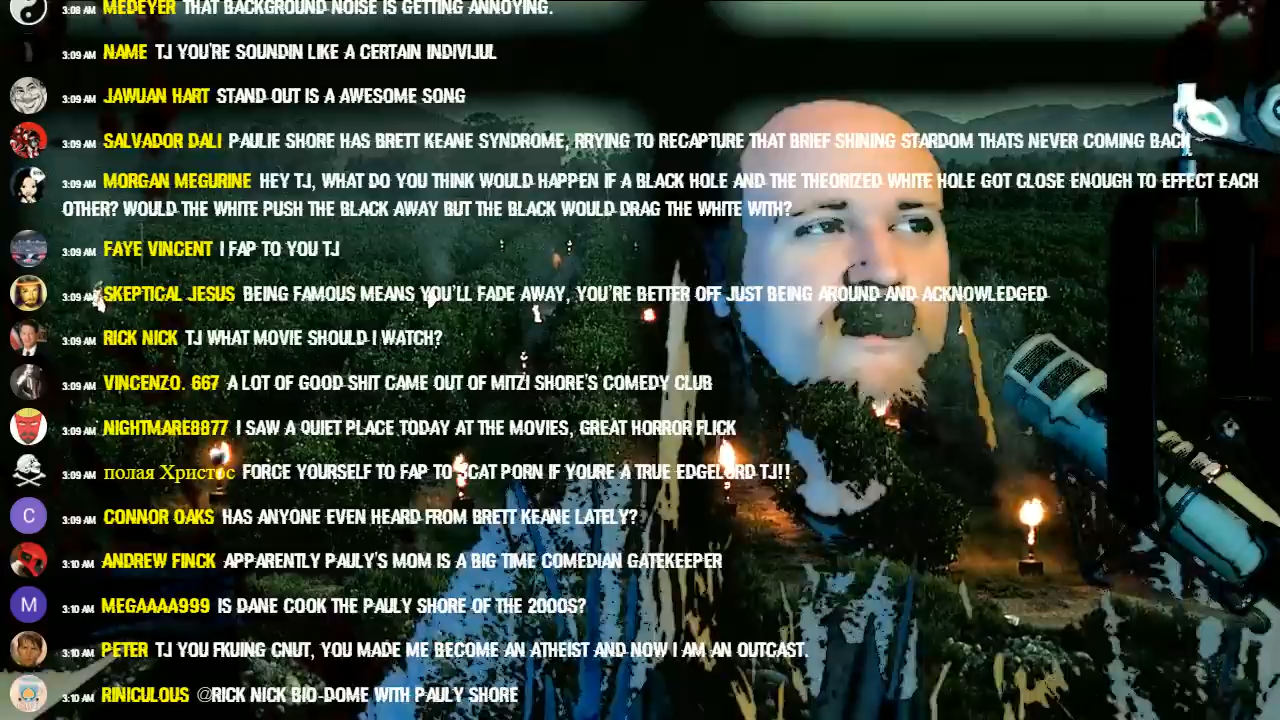 3:08 AM MEDEYER THAT BACKGROUND NOISE IS GETTING ANNOYING.
3:09 AM NAME TJ YOU'RE SOUNDIN LIKE A CERTAIN INDIVIJUL
3:09 AM JAWUAN HART STAND OUT IS A AWESOME SONG
3:09 AM SALVADOR DALI PAULIE SHORE HAS BRETT KEANE SYNDROME, RRYING TO RECAPTURE THAT BRIEF SHINING STARDOM THATS NEVER COMING BACK
3:09 AM MORGAN MEGURINE HEY TJ, WHAT DO YOU THINK WOULD HAPPEN IF A BLACK HOLE AND THE THEORIZED WHITE HOLE GOT CLOSE ENOUGH TO EFFECT EACH
OTHER? WOULD THE WHITE PUSH THE BLACK AWAY BUT THE BLACK WOULD DRAG THE WHITE WITH?
3:09 AM FAYE VINCENT I FAP TO YOU TJ
3:09 AM SKEPTICAL JESUS BEING FAMOUS MEANS YOU'LL FADE AWAY, YOU'RE BETTER OFF JUST BEING AROUND AND ACKNOWLEDGED
3:09 AM RICK NICK TJ WHAT MOVIE SHOULD I WATCH?
3:09 AM VINCENZO. 667 A LOT OF GOOD SHIT CAME OUT OF MITZI SHORE'S COMEDY CLUB
3:09 AM NIGHTMARE8877 I SAW A QUIET PLACE TODAY AT THE MOVIES, GREAT HORROR FLICK
3:09 AM полая Христос FORCE YOURSELF TO FAP TO SCAT PORN IF YOURE A TRUE EDGELORD TJ!!
C 3:09 AM CONNOR OAKS HAS ANYONE EVEN HEARD FROM BRETT KEANE LATELY?
3:10 AM ANDREW FINCK APPARENTLY PAULY'S MOM IS A BIG TIME COMEDIAN GATEKEEPER
M 3:10 AM MEGAAAA999 IS DANE COOK THE PAULY SHORE OF THE 2000S?
3:10 AM PETER TJ YOU FKUING CNUT, YOU MADE ME BECOME AN ATHEIST AND NOW I AM AN OUTCAST.
3:10 AM RINICULOUS @RICK NICK BIO-DOME WITH PAULY SHORE